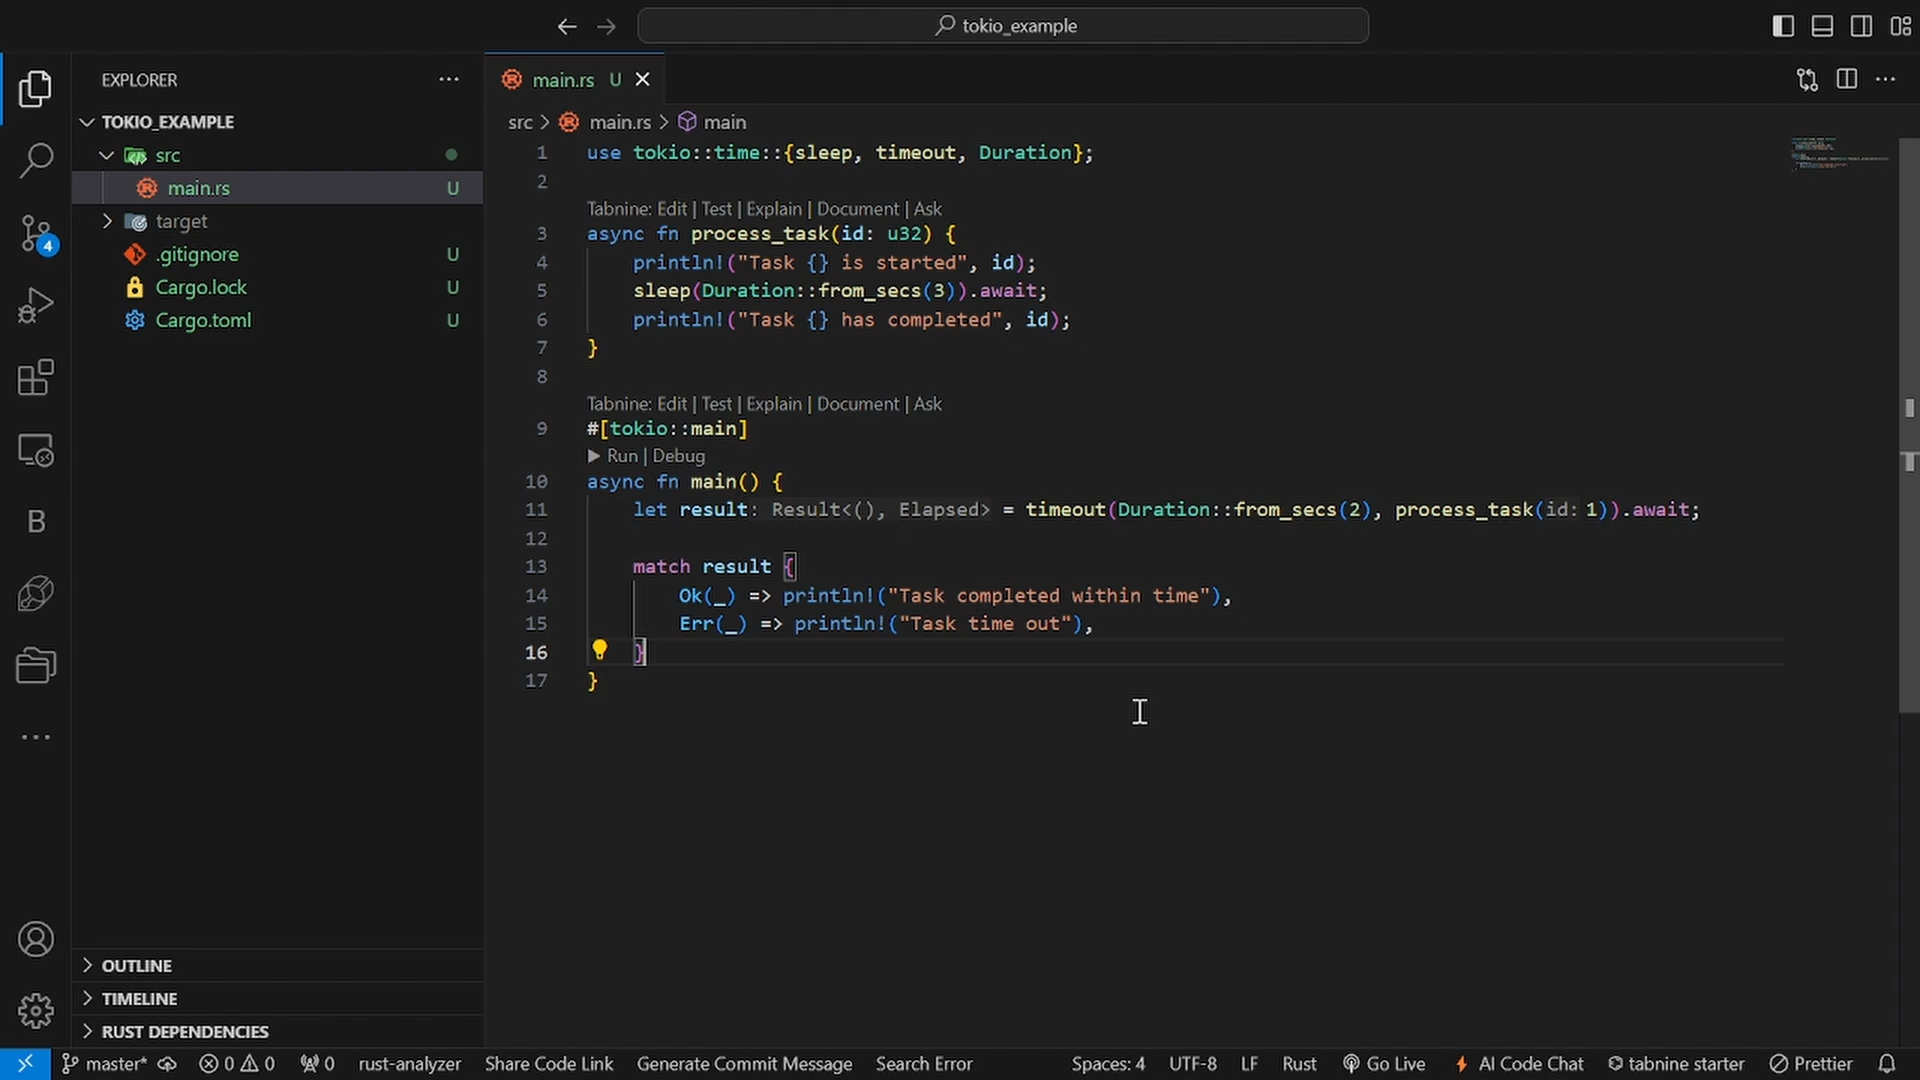 tokio_example
EXPLORER
TOKIO_EXAMPLE
src
main.rs U
target
.gitignore U
Cargo.lock U
Cargo.toml U
4
B
OUTLINE
TIMELINE
RUST DEPENDENCIES
main.rs U
src > main.rs > main
1 use tokio::time::{sleep, timeout, Duration};
2
Tabnine: Edit | Test | Explain | Document | Ask
3 async fn process_task(id: u32) {
4 println!("Task {} is started", id);
5 sleep(Duration::from_secs(3)).await;
6 println!("Task {} has completed", id);
7 }
8
Tabnine: Edit | Test | Explain | Document | Ask
9 #[tokio::main]
Run | Debug
10 async fn main() {
11 let result: Result<(), Elapsed> = timeout(Duration::from_secs(2), process_task(id: 1)).await;
12
13 match result {
14 Ok(_) => println!("Task completed within time"),
15 Err(_) => println!("Task time out"),
16 }
17 }
master* 0 0 0 rust-analyzer Share Code Link Generate Commit Message Search Error Spaces: 4 UTF-8 LF Rust Go Live AI Code Chat tabnine starter Prettier